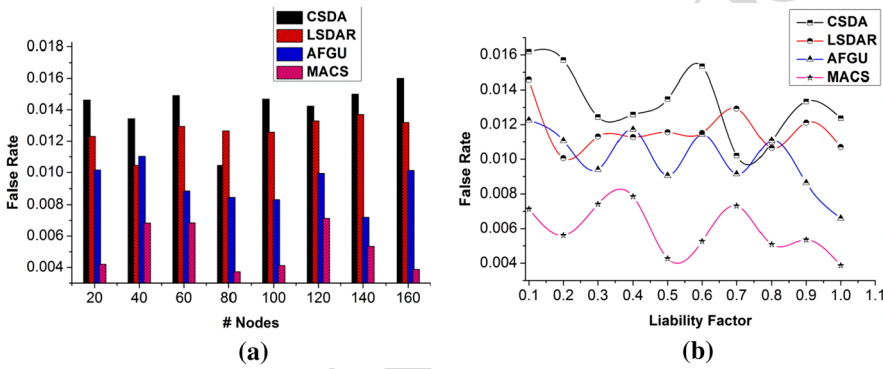 CSDA
LSDAR
AFGU
MACS
0.018
0.016
0.014
0.012
0.010
0.008
0.006
0.004
False Rate
20 40 60 80 100 120 140 160
# Nodes
(a)
CSDA
LSDAR
AFGU
MACS
0.016
0.014
0.012
0.010
0.008
0.006
0.004
False Rate
0.1 0.2 0.3 0.4 0.5 0.6 0.7 0.8 0.9 1.0 1.1
Liability Factor
(b)